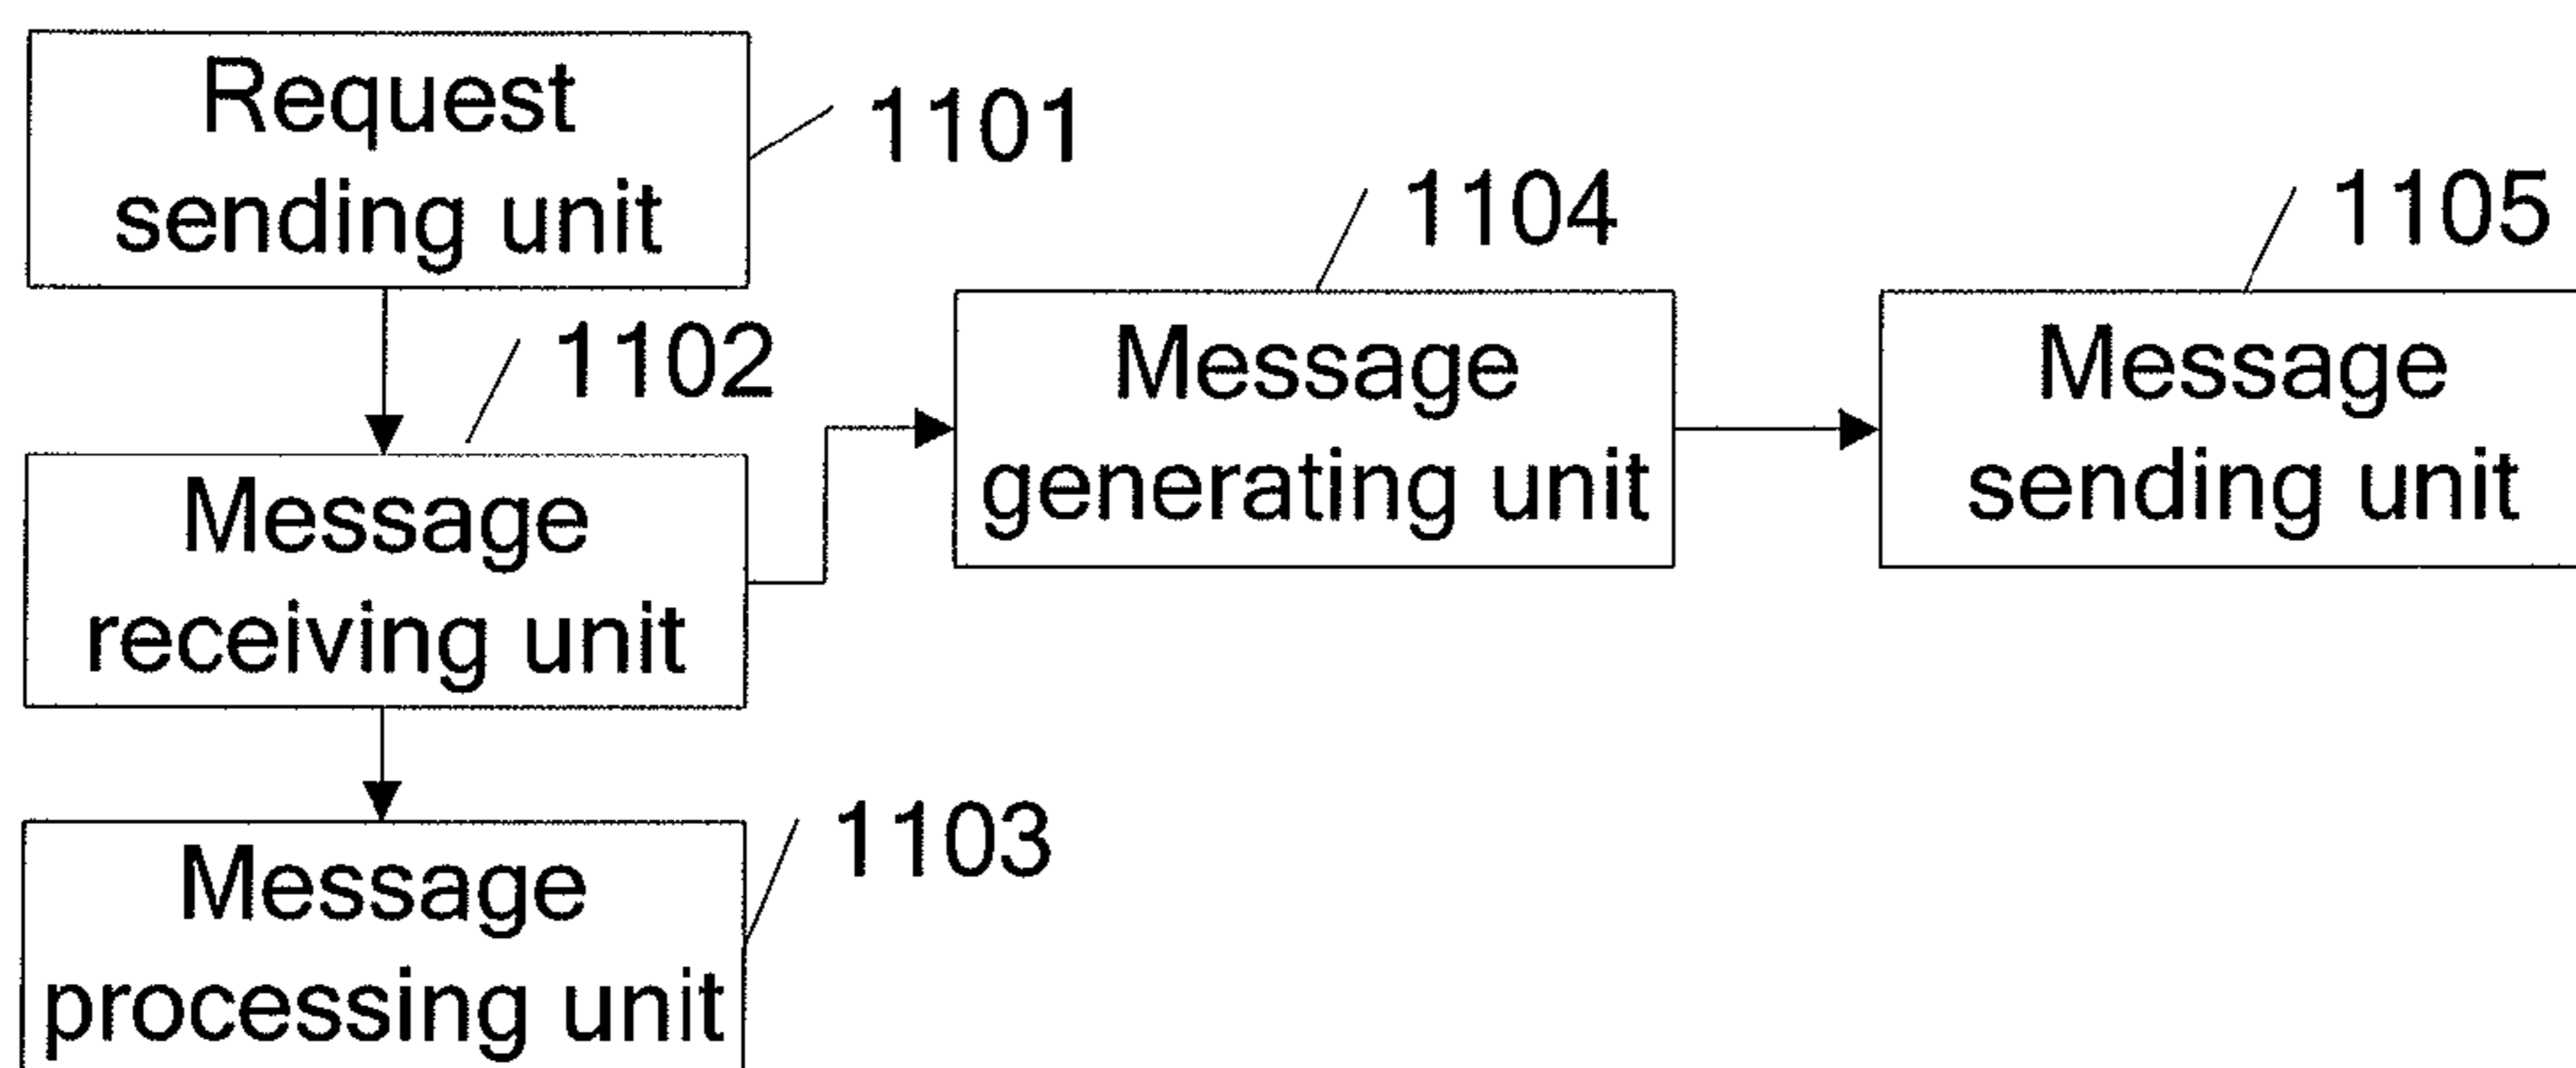 Request
sending unit
1101
1102
Message
receiving unit
1103
Message
processing unit
1104
Message
generating unit
1105
Message
sending unit